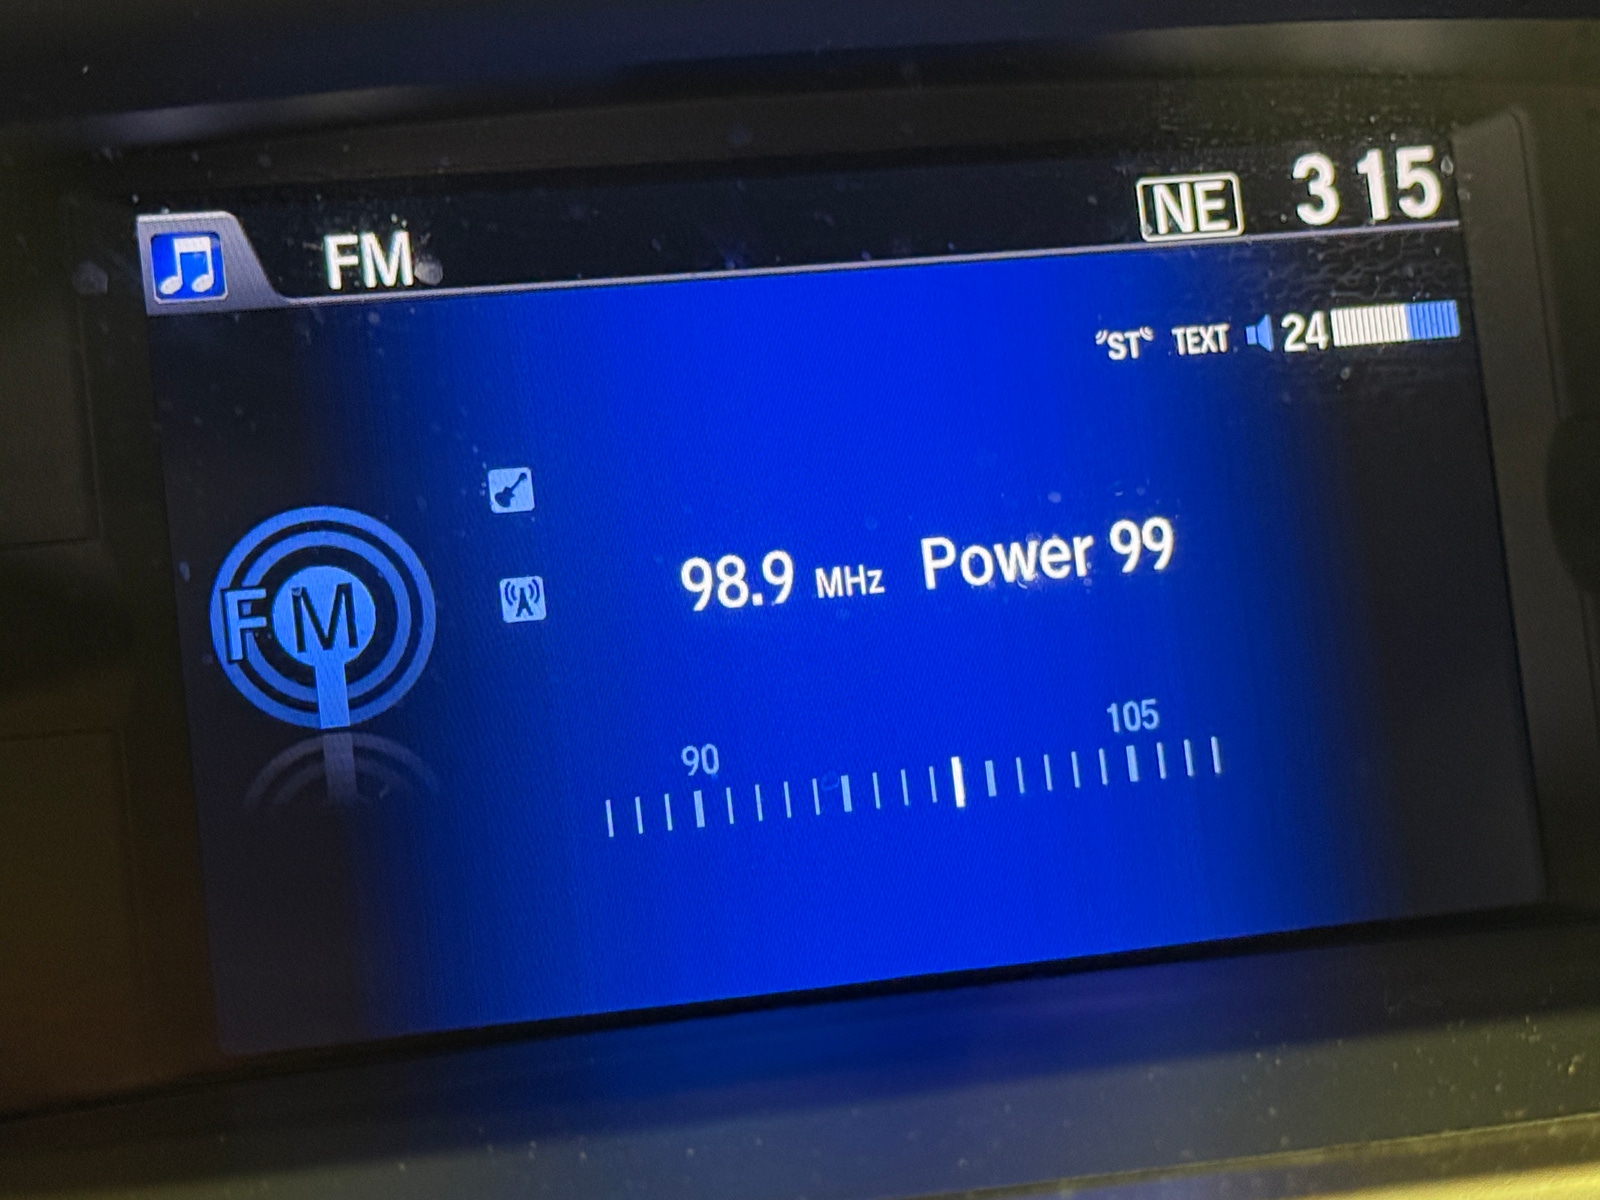 FM NE 3 15
"ST" TEXT 24
FM
98.9 MHz Power 99
90 105